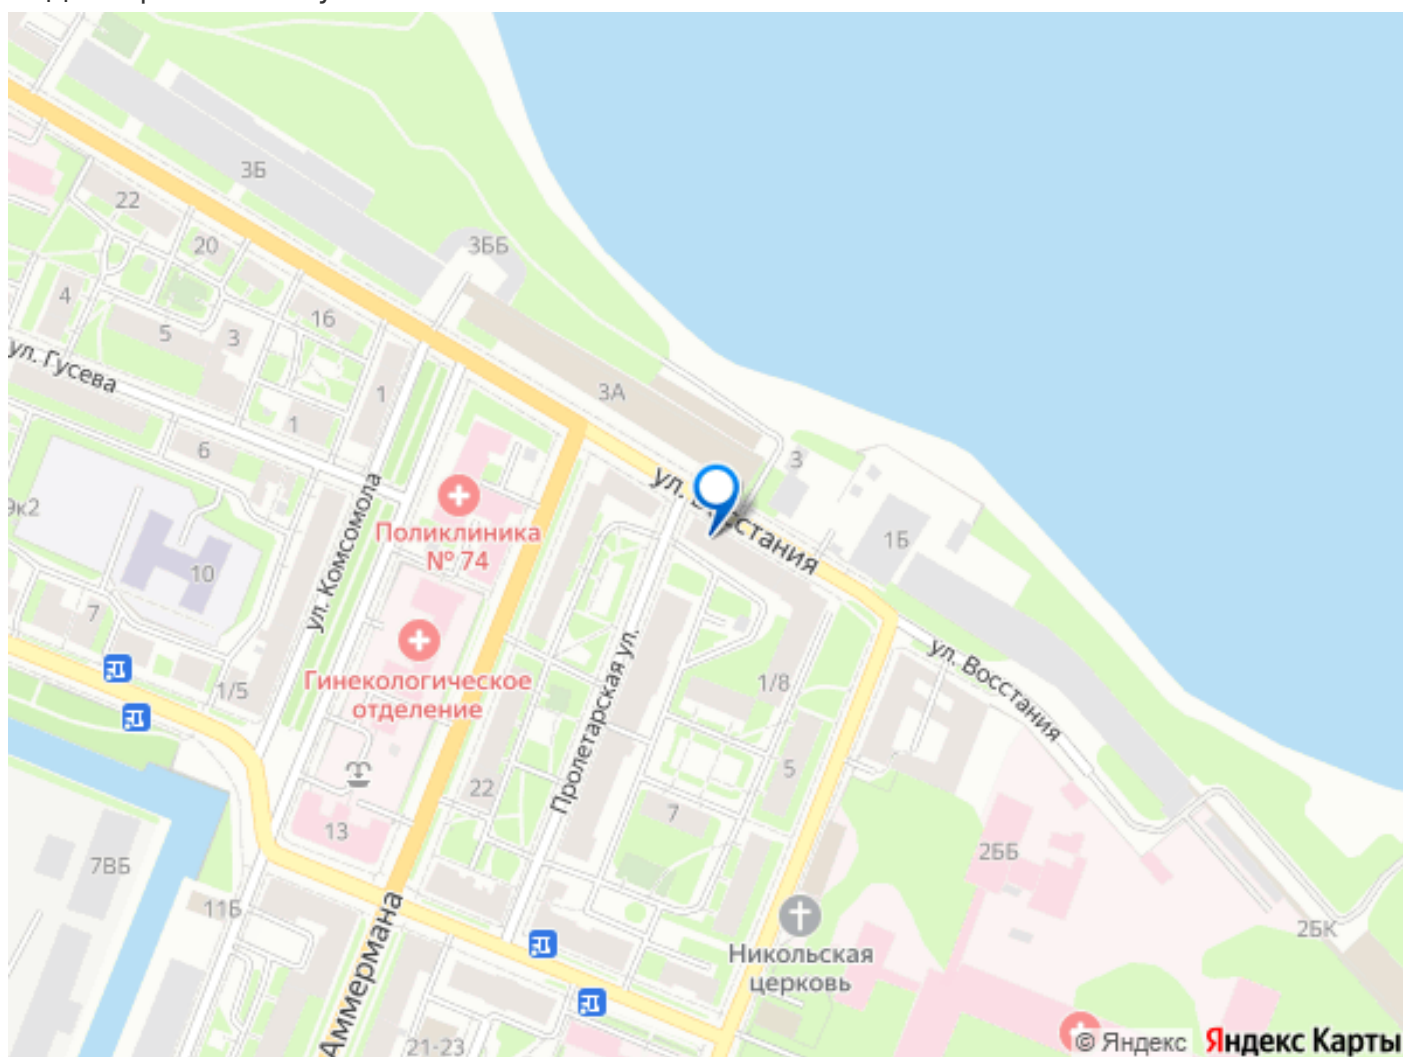 3Б
22
3ББ
20
4
16
5
3
ул. Гусева
3А
1
1
6
3
ул. Восстания
ул. Комсомола
Поликлиника
№ 74
1Б
10
7
Гинекологическое
отделение
Пролетарская ул.
ул. Восстания
1/5
1/8
5
22
7
13
7ВБ
2ББ
11Б
2БК
Аммермана
Никольская
церковь
21-23
© Яндекс
Яндекс Карты